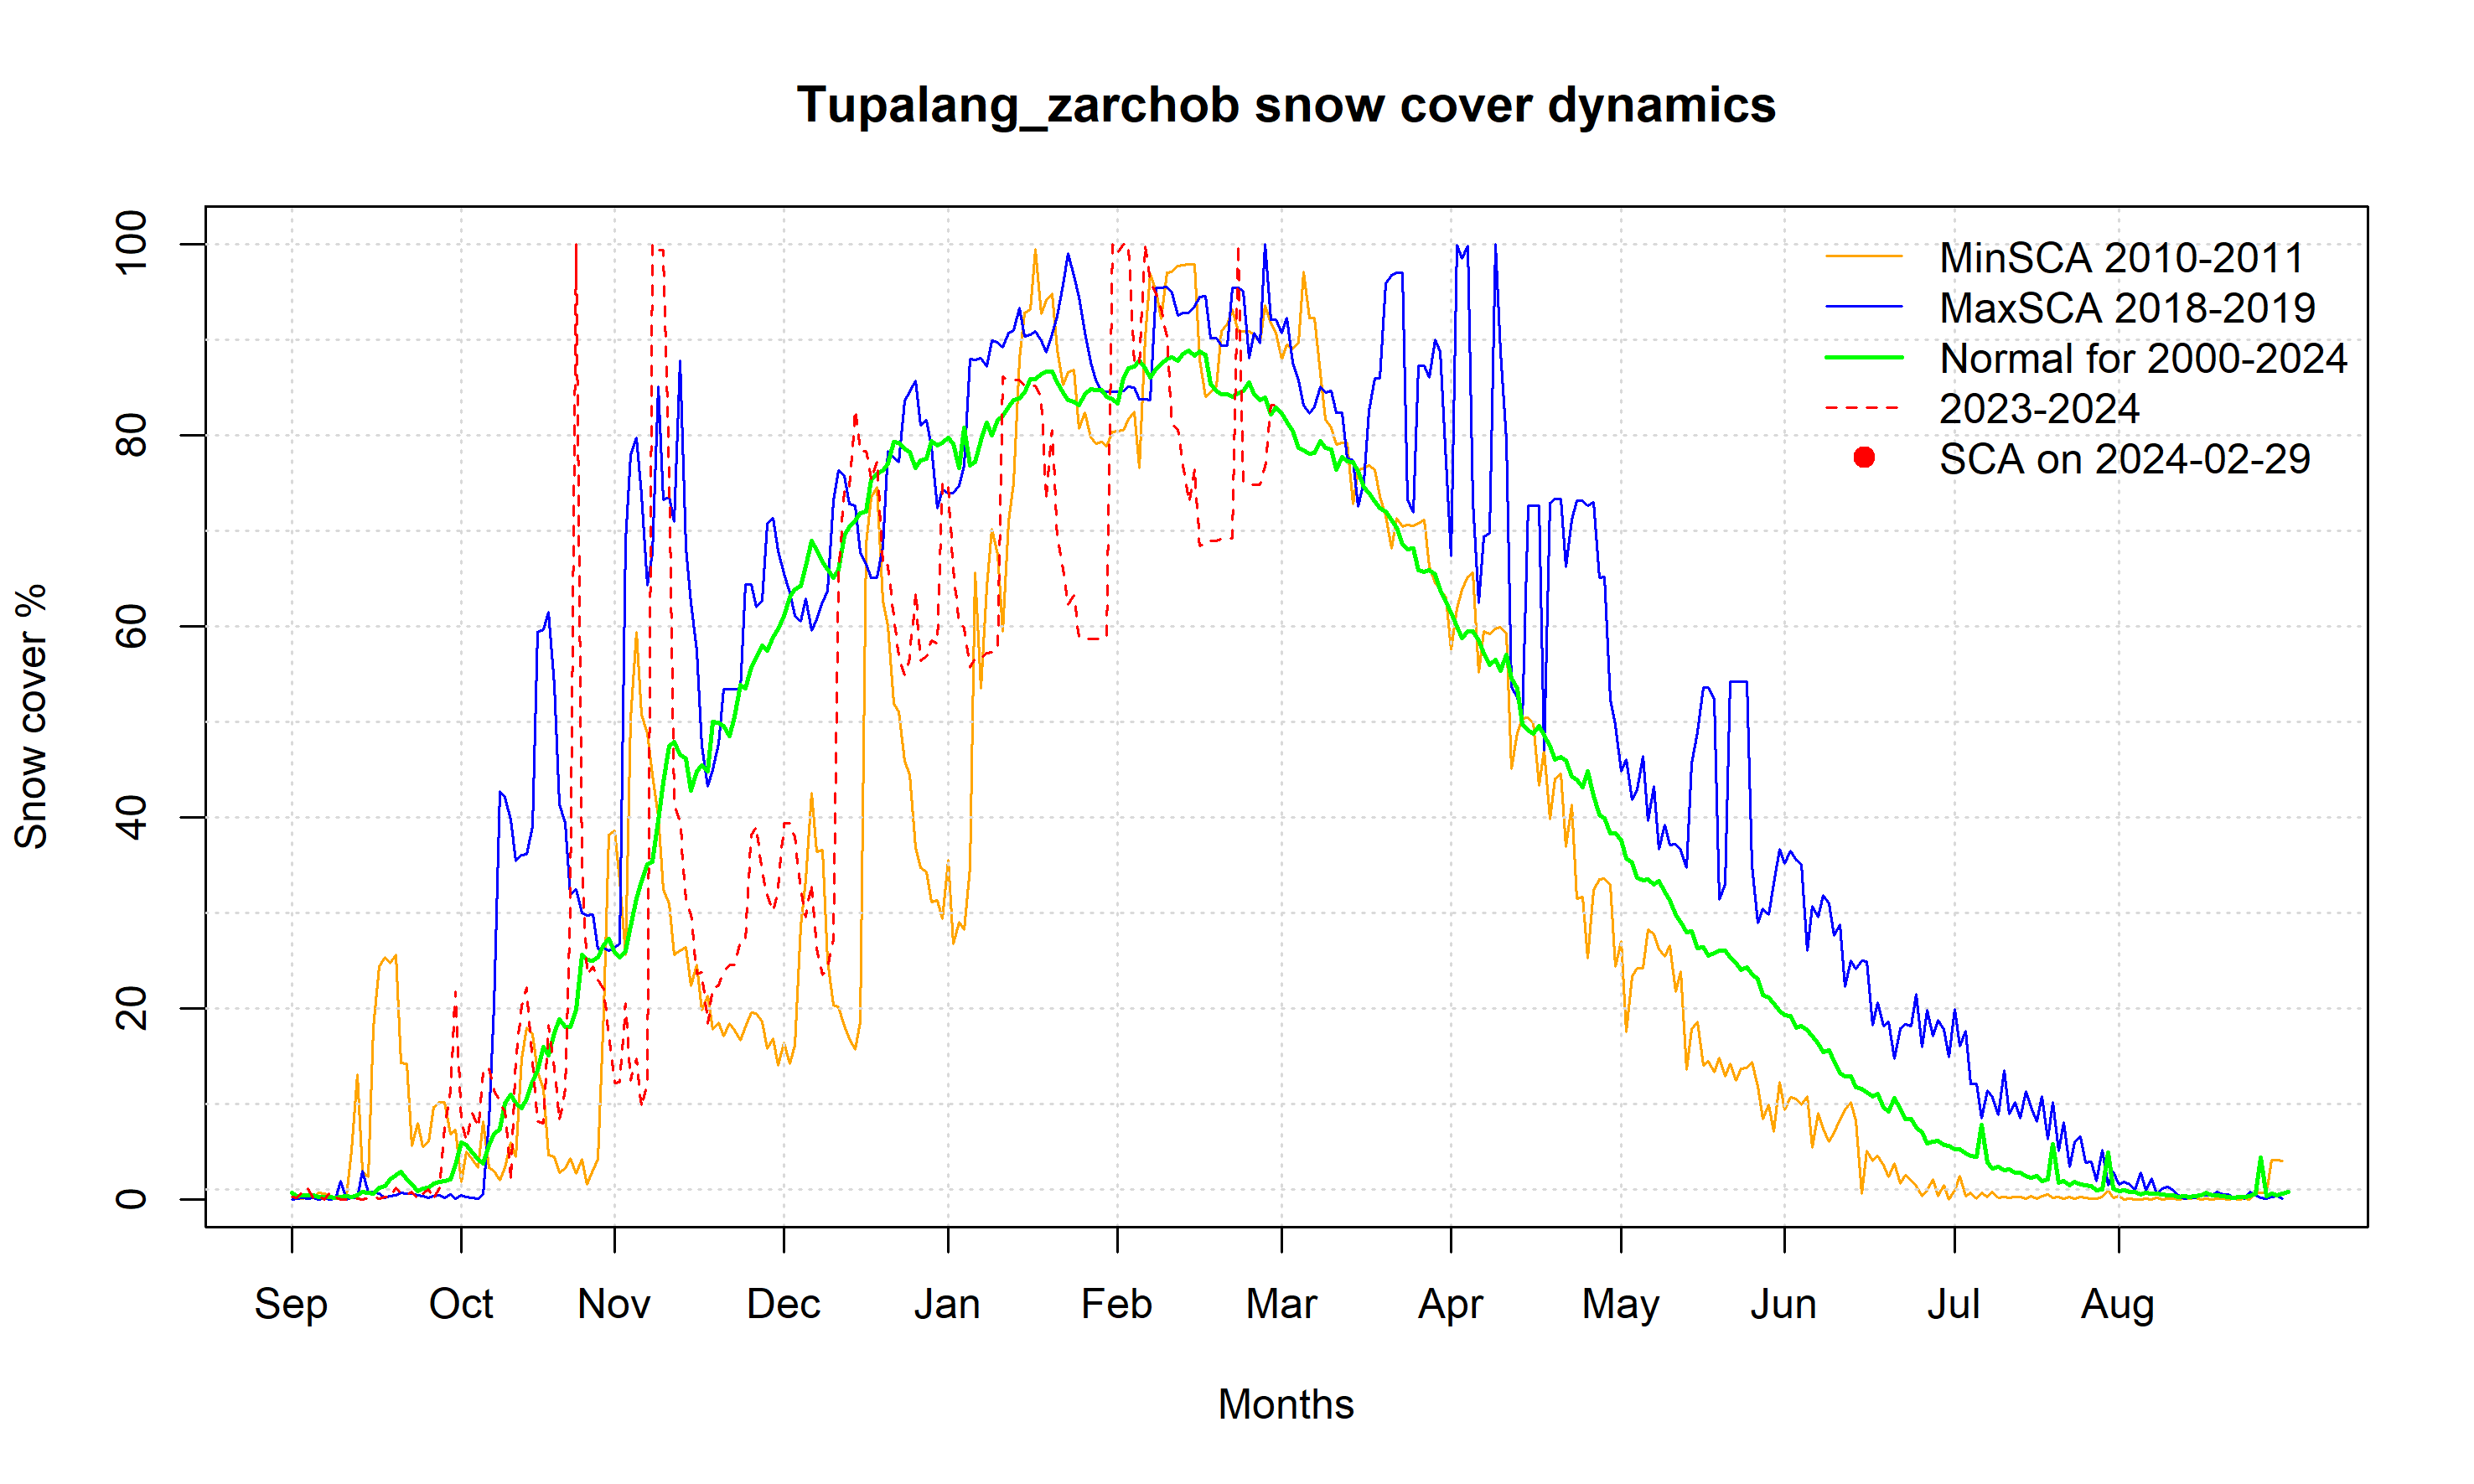 Tupalang_zarchob snow cover dynamics
MinSCA 2010-2011
MaxSCA 2018-2019
Normal for 2000-2024
2023-2024
SCA on 2024-02-29
Snow cover %
100
80
60
40
20
0
Sep Oct Nov Dec Jan Feb Mar Apr May Jun Jul Aug
Months